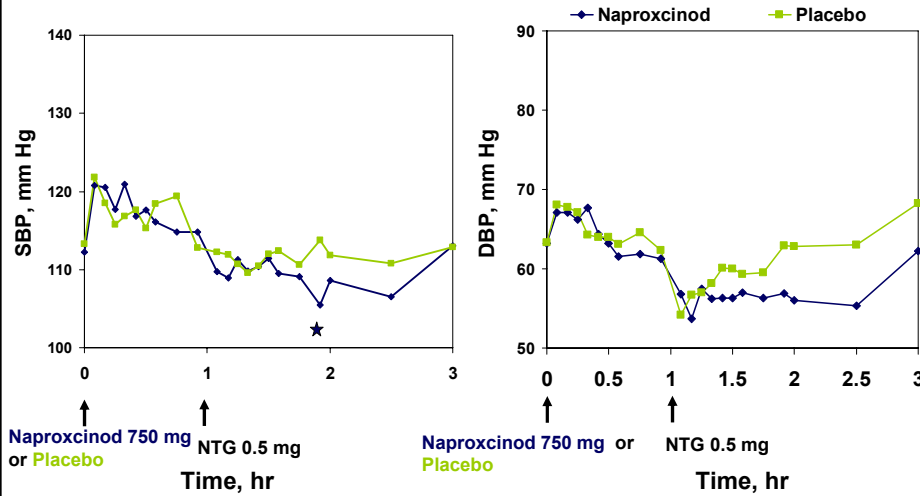 Naproxcinod
Placebo
SBP, mm Hg
140
130
120
110
100
0
1
2
3
Naproxcinod 750 mg
or Placebo
NTG 0.5 mg
Time, hr
DBP, mm Hg
90
80
70
60
50
0
0.5
1
1.5
2
2.5
3
Naproxcinod 750 mg or
Placebo
NTG 0.5 mg
Time, hr